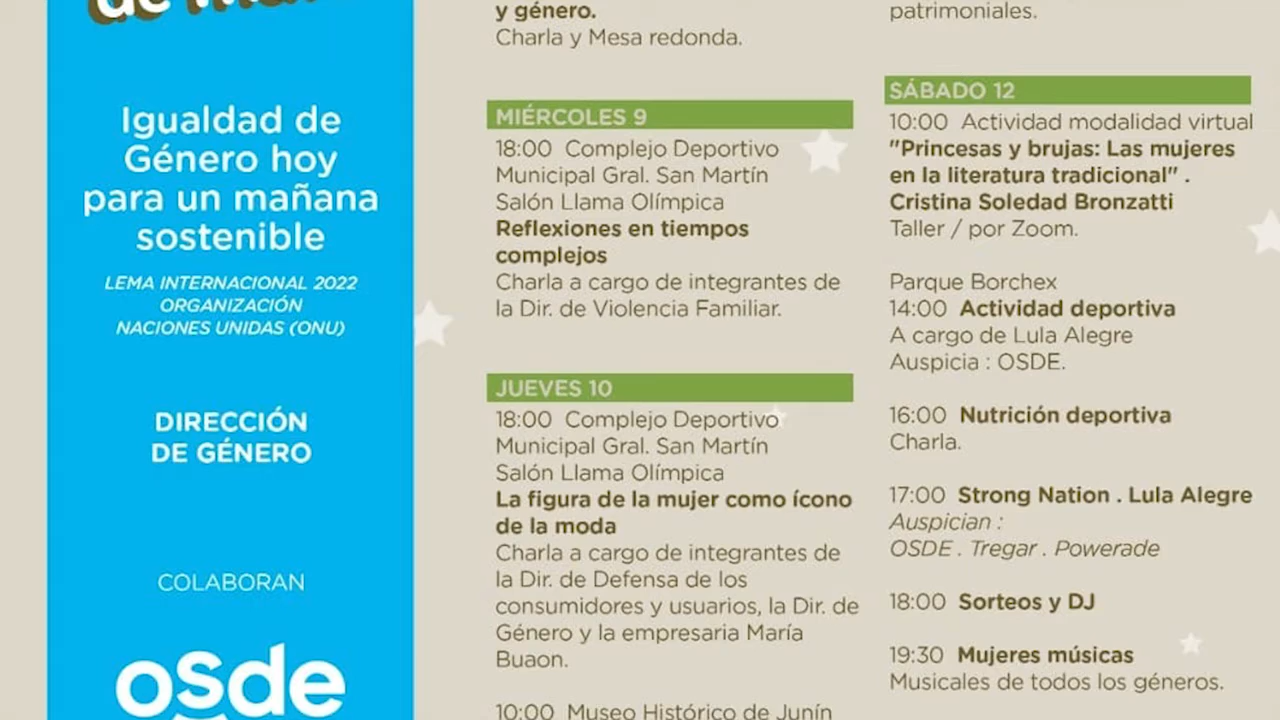 de
Igualdad de
Género hoy
para un mañana
sostenible
LEMA INTERNACIONAL 2022
ORGANIZACIÓN
NACIONES UNIDAS (ONU)
DIRECCIÓN
DE GÉNERO
COLABORAN
osde
y género.
Charla y Mesa redonda.
MIÉRCOLES 9
18:00 Complejo Deportivo
Municipal Gral. San Martín
Salón Llama Olímpica
Reflexiones en tiempos
complejos
Charla a cargo de integrantes de
la Dir. de Violencia Familiar.
JUEVES 10
18:00 Complejo Deportivo
Municipal Gral. San Martín
Salón Llama Olímpica
La figura de la mujer como ícono
de la moda
Charla a cargo de integrantes de
la Dir. de Defensa de los
consumidores y usuarios, la Dir. de
Género y la empresaria María
Buaon.
10:00 Museo Histórico de Junín
patrimoniales.
SÁBADO 12
10:00 Actividad modalidad virtual
"Princesas y brujas: Las mujeres
en la literatura tradicional" .
Cristina Soledad Bronzatti
Taller / por Zoom.
Parque Borchex
14:00 Actividad deportiva
A cargo de Lula Alegre
Auspicia : OSDE.
16:00 Nutrición deportiva
Charla.
17:00 Strong Nation . Lula Alegre
Auspician :
OSDE . Tregar . Powerade
18:00 Sorteos y DJ
19:30 Mujeres músicas
Musicales de todos los géneros.